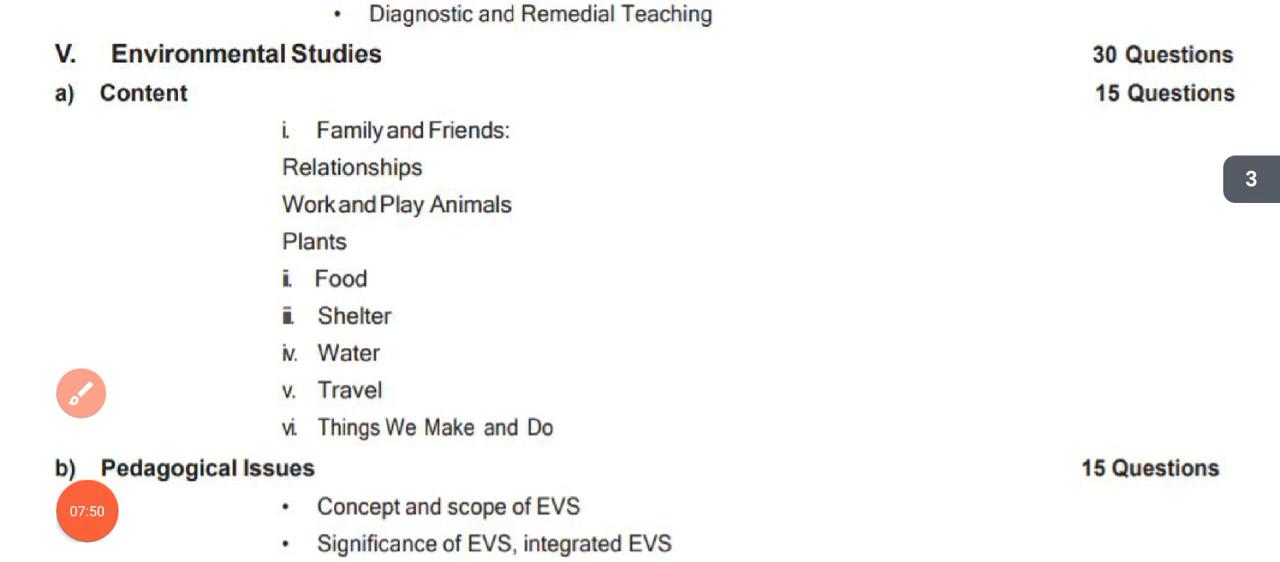 • Diagnostic and Remedial Teaching
V. Environmental Studies 30 Questions
a) Content 15 Questions
i. Family and Friends:
Relationships
3
Work and Play Animals
Plants
ii. Food
iii. Shelter
iv. Water
v. Travel
vi. Things We Make and Do
b) Pedagogical Issues 15 Questions
07:50
• Concept and scope of EVS
• Significance of EVS, integrated EVS